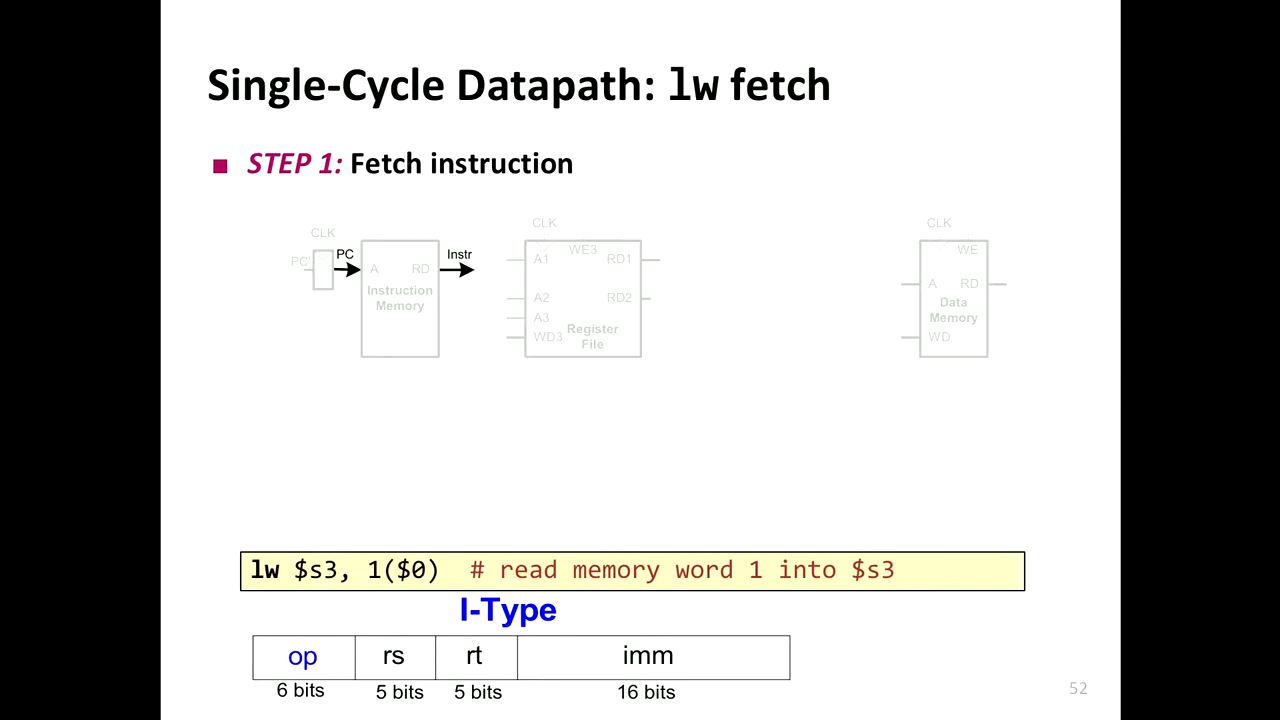 Single-Cycle Datapath: lw fetch
■ STEP 1: Fetch instruction
CLK
PC'
PC
A
RD
Instruction
Memory
Instr
CLK
WE3
A1
RD1
A2
RD2
A3
WD3
Register
File
CLK
WE
A
RD
Data
Memory
WD
lw $s3, 1($0) # read memory word 1 into $s3
I-Type
op rs rt imm
6 bits 5 bits 5 bits 16 bits
52